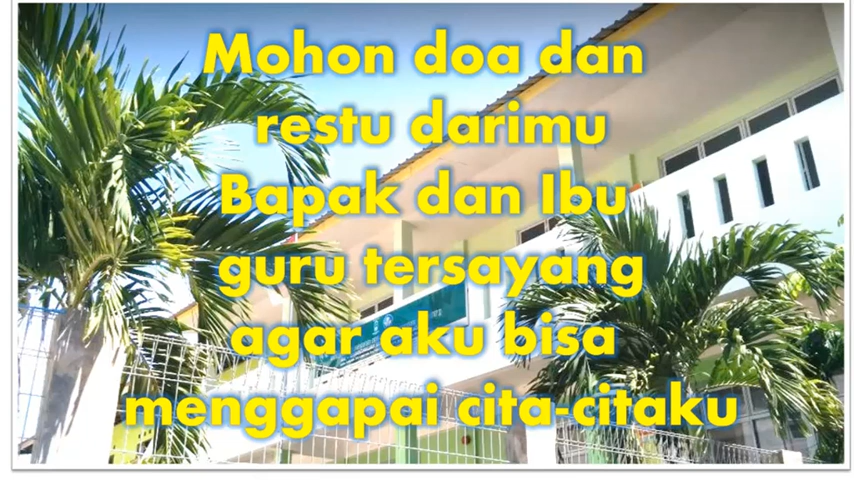 Mohon doa dan
restu darimu
Bapak dan Ibu
guru tersayang
agar aku bisa
menggapai cita-citaku